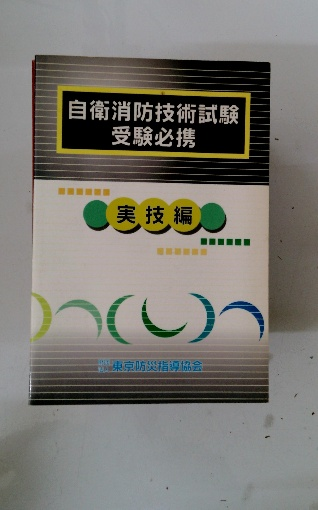 自衛消防技術試験
受験必携
実技編
東京防災指導協会